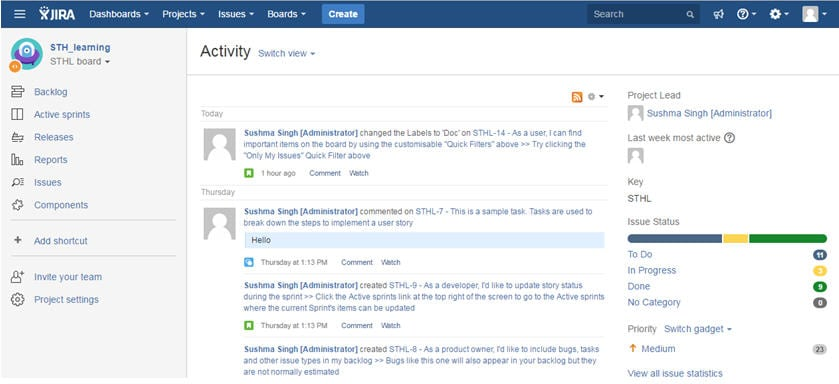 JIRA Dashboards Projects Issues Boards Create Search
STH_learning
STHL board
Backlog
Active sprints
Releases
Reports
Issues
Components
Add shortcut
Invite your team
Project settings
Activity Switch view
Today
Sushma Singh [Administrator] changed the Labels to 'Doc' on STHL-14 - As a user, I can find
important items on the board by using the customisable "Quick Filters" above >> Try clicking the
"Only My Issues" Quick Filter above
1 hour ago Comment Watch
Thursday
Sushma Singh [Administrator] commented on STHL-7 - This is a sample task. Tasks are used to
break down the steps to implement a user story
Hello
Thursday at 1:13 PM Comment Watch
Sushma Singh [Administrator] created STHL-9 - As a developer, I'd like to update story status
during the sprint >> Click the Active sprints link at the top right of the screen to go to the Active sprints
where the current Sprint's items can be updated
Thursday at 1:13 PM Comment Watch
Sushma Singh [Administrator] created STHL-8 - As a product owner, I'd like to include bugs, tasks
and other issue types in my backlog >> Bugs like this one will also appear in your backlog but they
are not normally estimated
Project Lead
Sushma Singh [Administrator]
Last week most active
Key
STHL
Issue Status
To Do 11
In Progress 3
Done 9
No Category 0
Priority Switch gadget
Medium 23
View all issue statistics